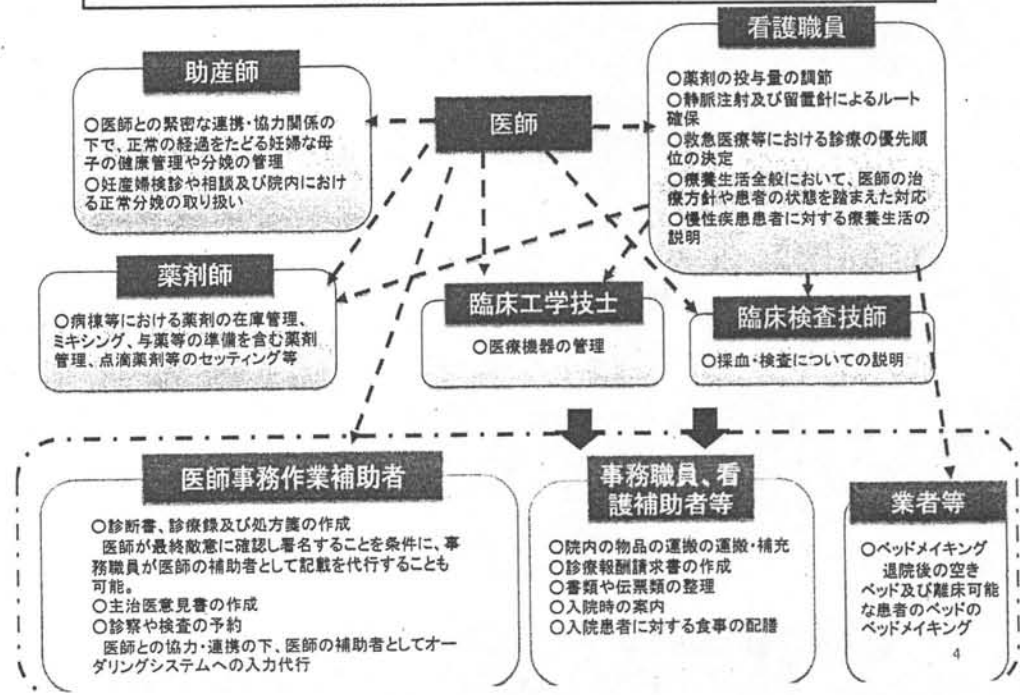 看護職員
○薬剤の投与量の調節
○静脈注射及び留置針によるルート
確保
○救急医療等における診療の優先順
位の決定
○療養生活全般において、医師の治
療方針や患者の状態を踏まえた対応
○慢性疾患患者に対する療養生活の
説明
助産師
○医師との緊密な連携・協力関係の
下で、正常の経過をたどる妊婦な母
子の健康管理や分娩の管理
○妊産婦検診や相談及び院内におけ
る正常分娩の取り扱い
医師
薬剤師
○病棟等における薬剤の在庫管理、
ミキシング、与薬等の準備を含む薬剤
管理、点滴薬剤等のセッティング等
臨床工学技士
○医療機器の管理
臨床検査技師
○採血・検査についての説明
医師事務作業補助者
○診断書、診療録及び処方箋の作成
医師が最終敵意に確認し署名することを条件に、事
務職員が医師の補助者として記載を代行することも
可能。
○主治医意見書の作成
○診察や検査の予約
医師との協力・連携の下、医師の補助者としてオー
ダリングシステムへの入力代行
事務職員、看
護補助者等
○院内の物品の運搬の運搬・補充
○診療報酬請求書の作成
○書類や伝票類の整理
○入院時の案内
○入院患者に対する食事の配膳
業者等
○ベッドメイキング
退院後の空き
ベッド及び離床可能
な患者のベッドの
ベッドメイキング
4